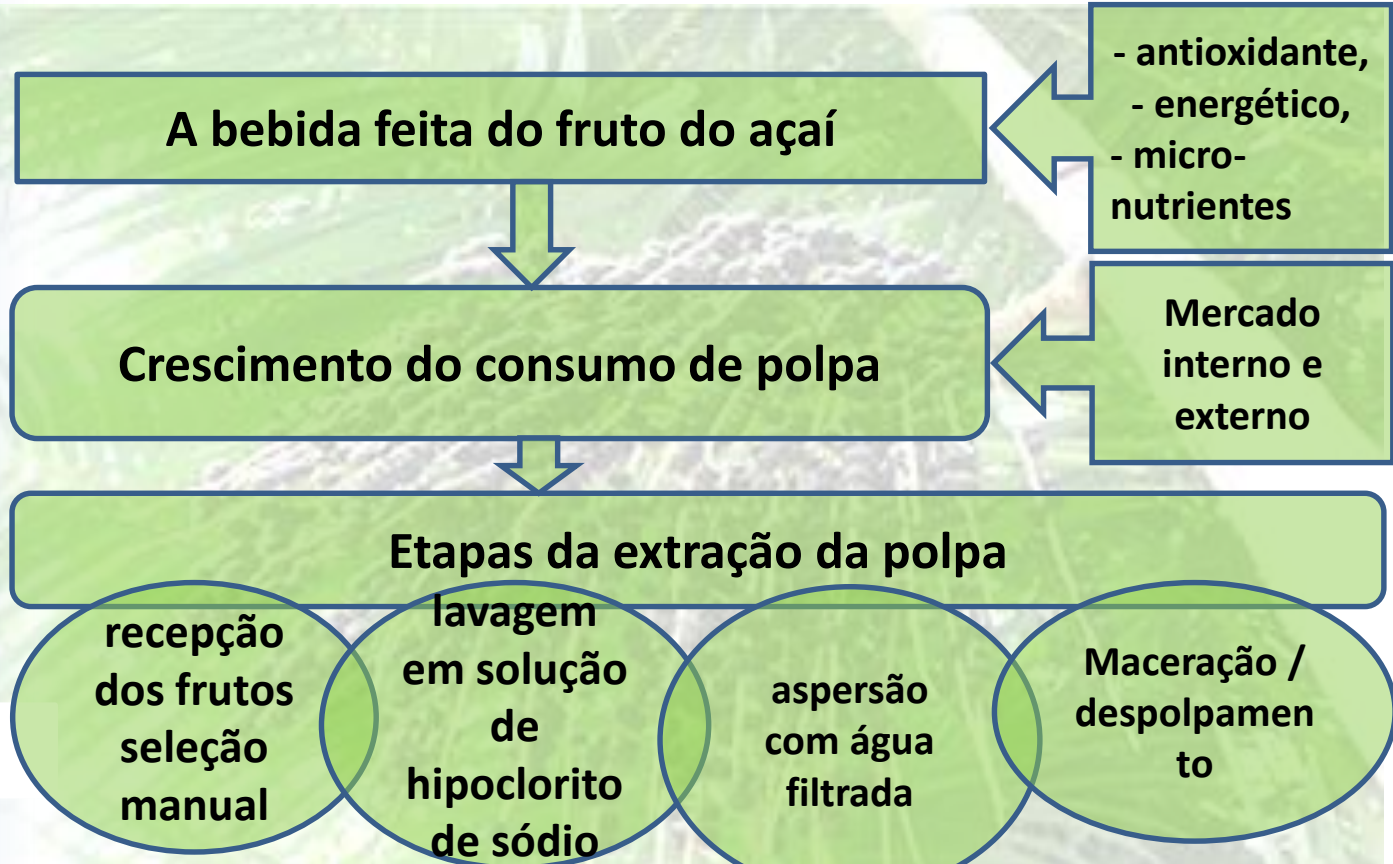 A bebida feita do fruto do açaí
- antioxidante,
- energético,
- micro-
nutrientes
Crescimento do consumo de polpa
Mercado
interno e
externo
Etapas da extração da polpa
recepção
dos frutos
seleção
manual
lavagem
em solução
de
hipoclorito
de sódio
aspersão
com água
filtrada
Maceração /
despolpamen
to